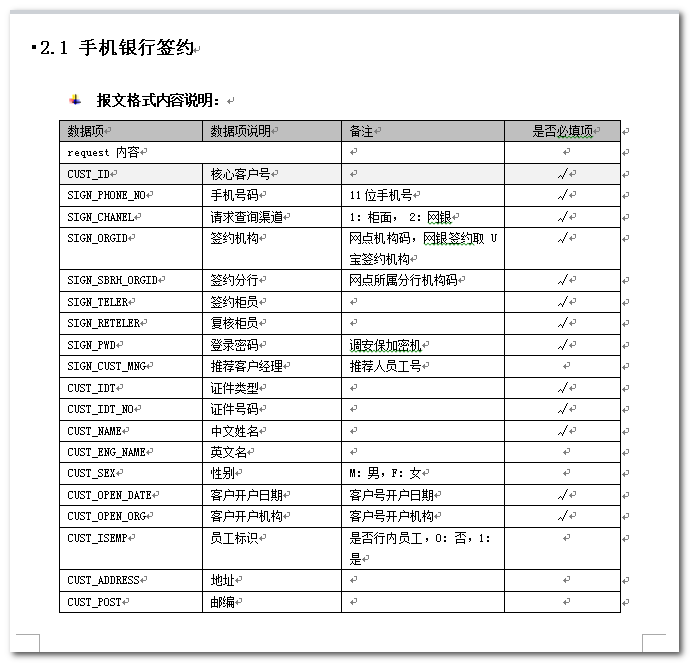 2.1 手机银行签约
报文格式内容说明：
数据项 数据项说明 备注 是否必填项
request 内容
CUST_ID 核心客户号 √
SIGN_PHONE_NO 手机号码 11位手机号 √
SIGN_CHANEL 请求查询渠道 1：柜面， 2：网银 √
SIGN_ORGID 签约机构 网点机构码，网银签约取 U √
宝签约机构
SIGN_SBRH_ORGID 签约分行 网点所属分行机构码 √
SIGN_TELER 签约柜员 √
SIGN_RETELER 复核柜员 √
SIGN_PWD 登录密码 调安保加密机 √
SIGN_CUST_MNG 推荐客户经理 推荐人员工号
CUST_IDT 证件类型 √
CUST_IDT_NO 证件号码 √
CUST_NAME 中文姓名 √
CUST_ENG_NAME 英文名
CUST_SEX 性别 M：男，F：女
CUST_OPEN_DATE 客户开户日期 客户号开户日期 √
CUST_OPEN_ORG 客户开户机构 客户号开户机构 √
CUST_ISEMP 员工标识 是否行内员工，0：否，1：
是
CUST_ADDRESS 地址
CUST_POST 邮编